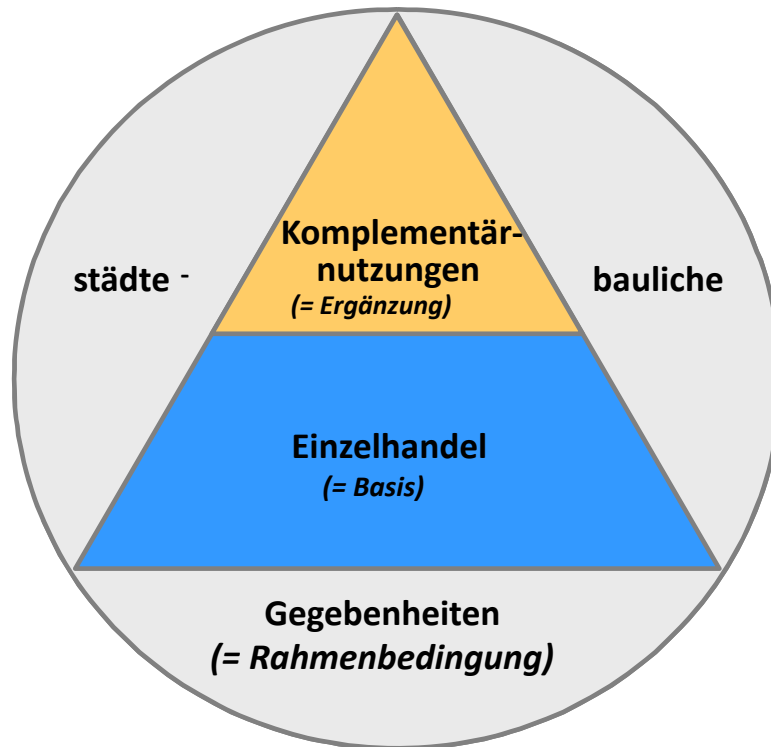 Komplementär-
nutzungen
(= Ergänzung)
städte -
bauliche
Einzelhandel
(= Basis)
Gegebenheiten
(= Rahmenbedingung)